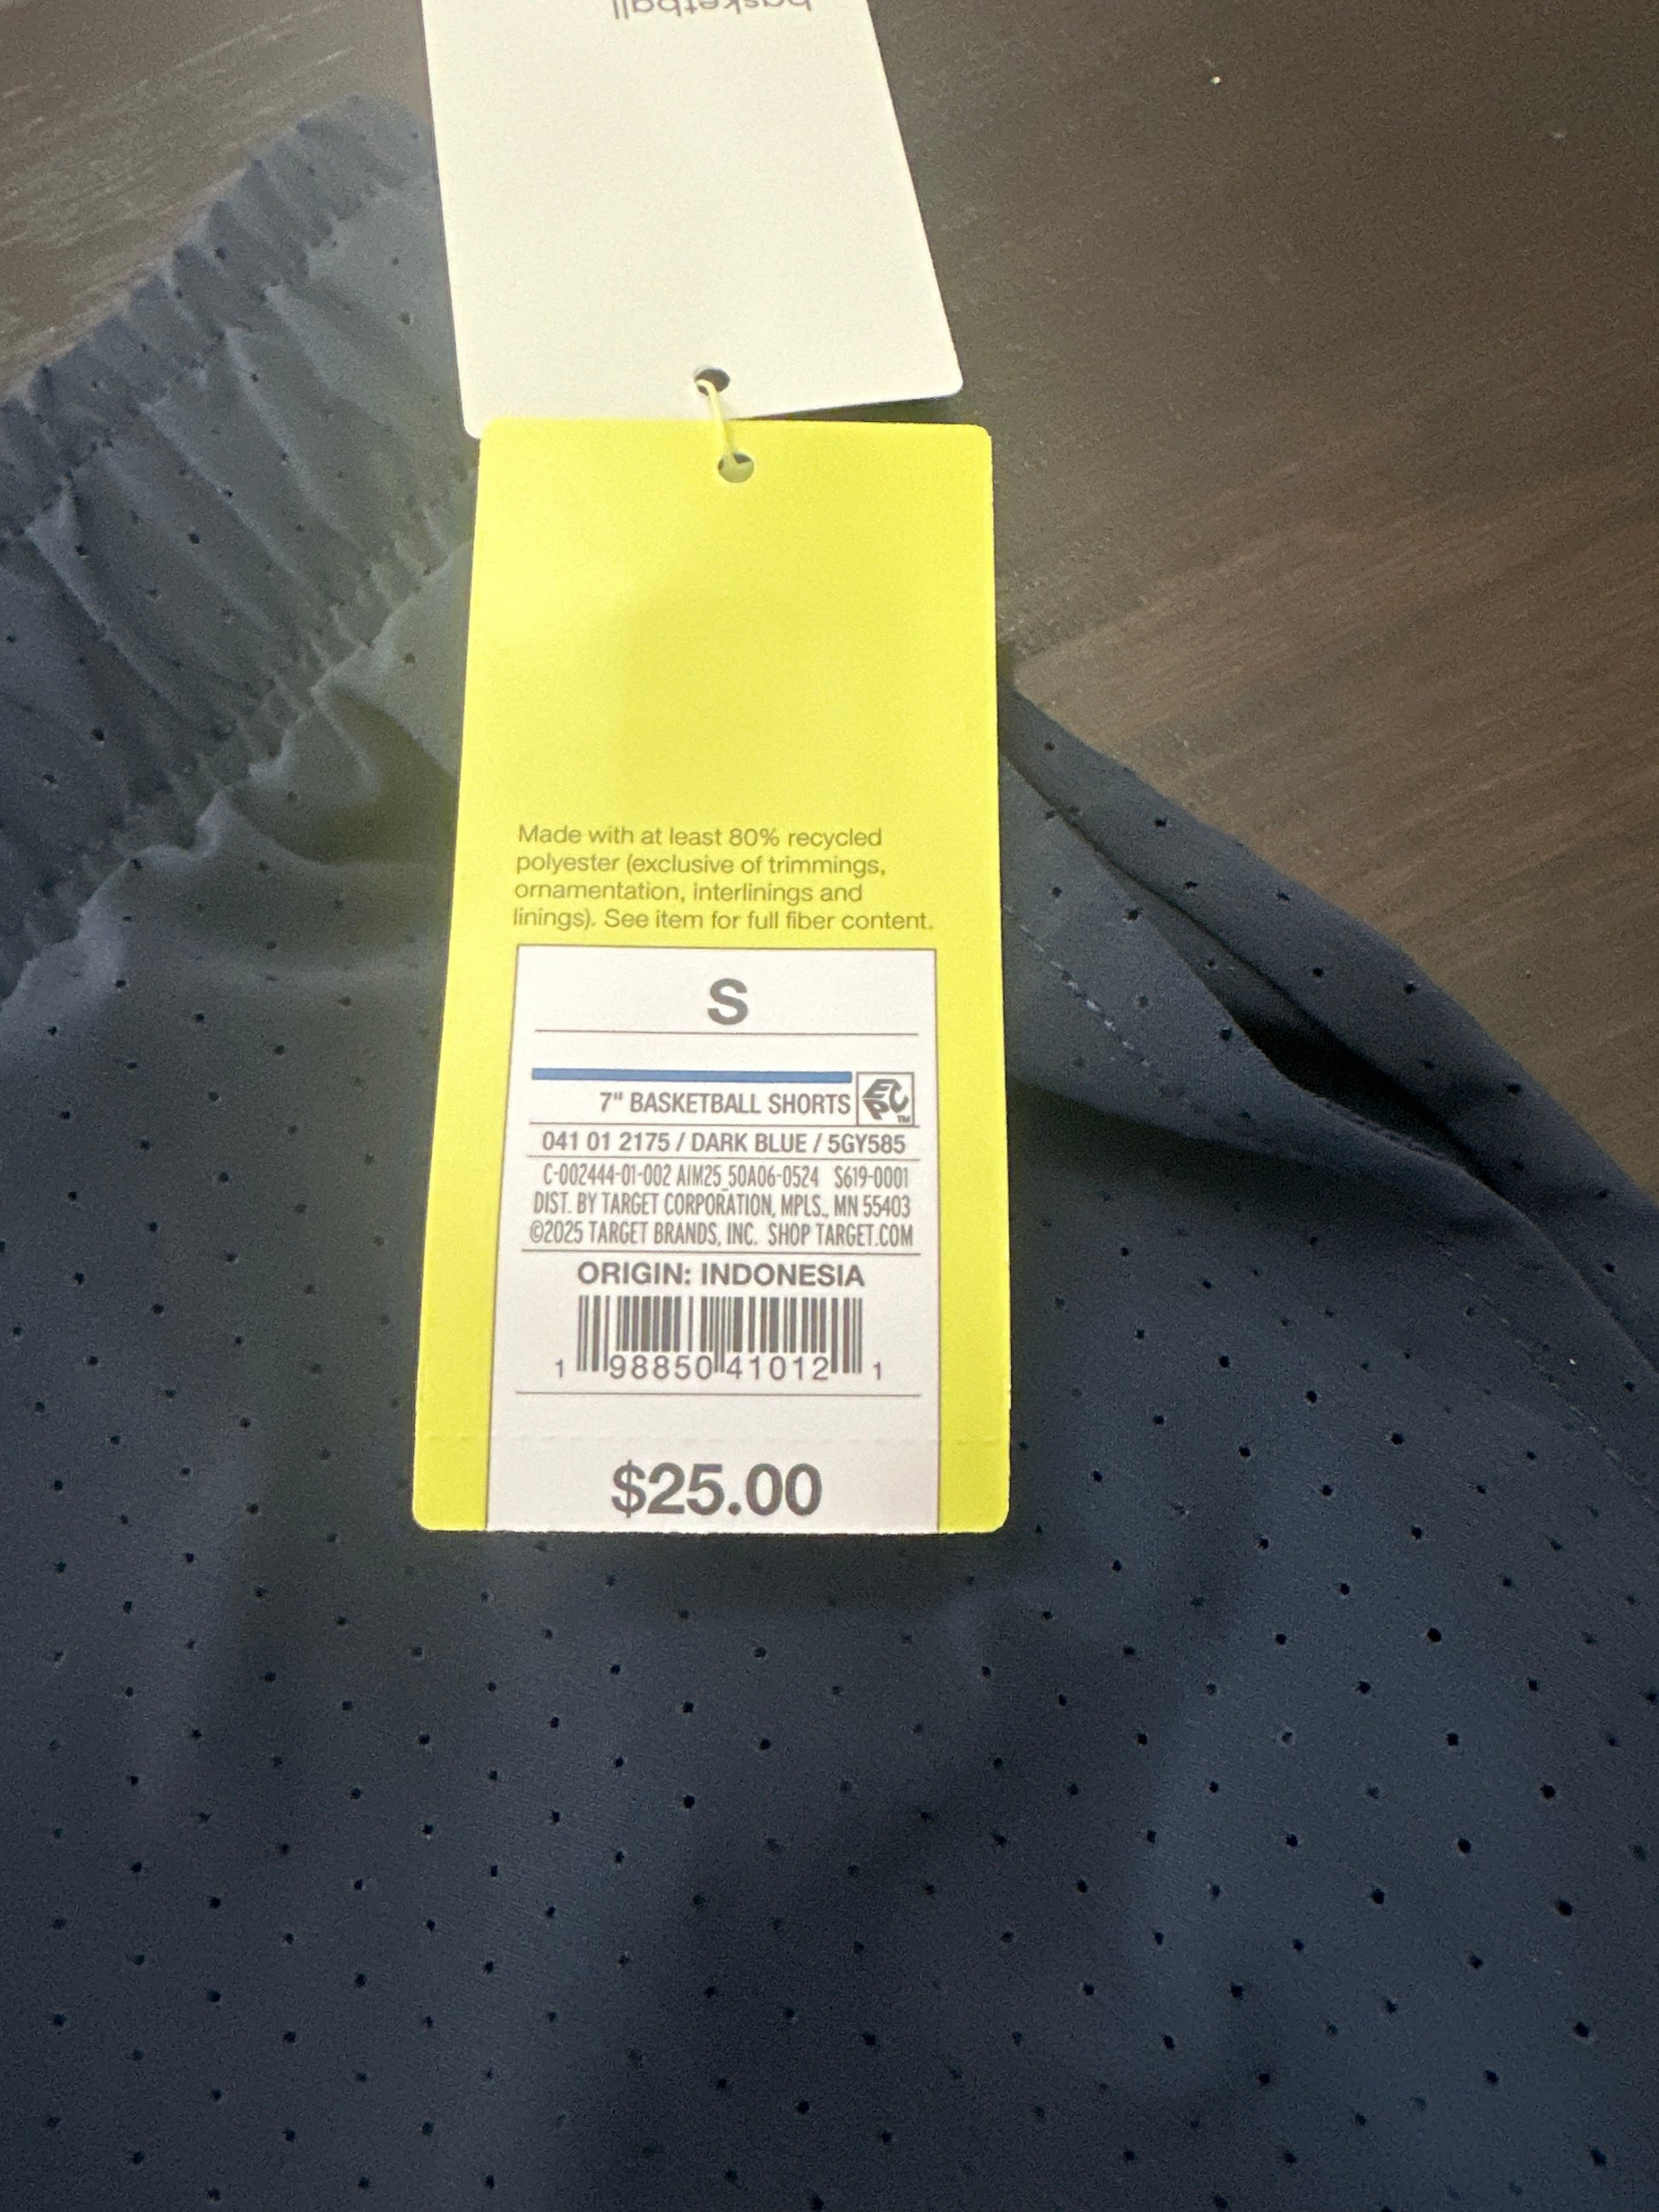 basketball
Made with at least 80% recycled
polyester (exclusive of trimmings,
ornamentation, interlinings and
linings). See item for full fiber content.
S
7" BASKETBALL SHORTS
EPC™
041 01 2175 / DARK BLUE / 5GY585
C-002444-01-002 AIM25_50A06-0524 S619-0001
DIST. BY TARGET CORPORATION, MPLS., MN 55403
©2025 TARGET BRANDS, INC. SHOP TARGET.COM
ORIGIN: INDONESIA
1 98850 41012 1
$25.00